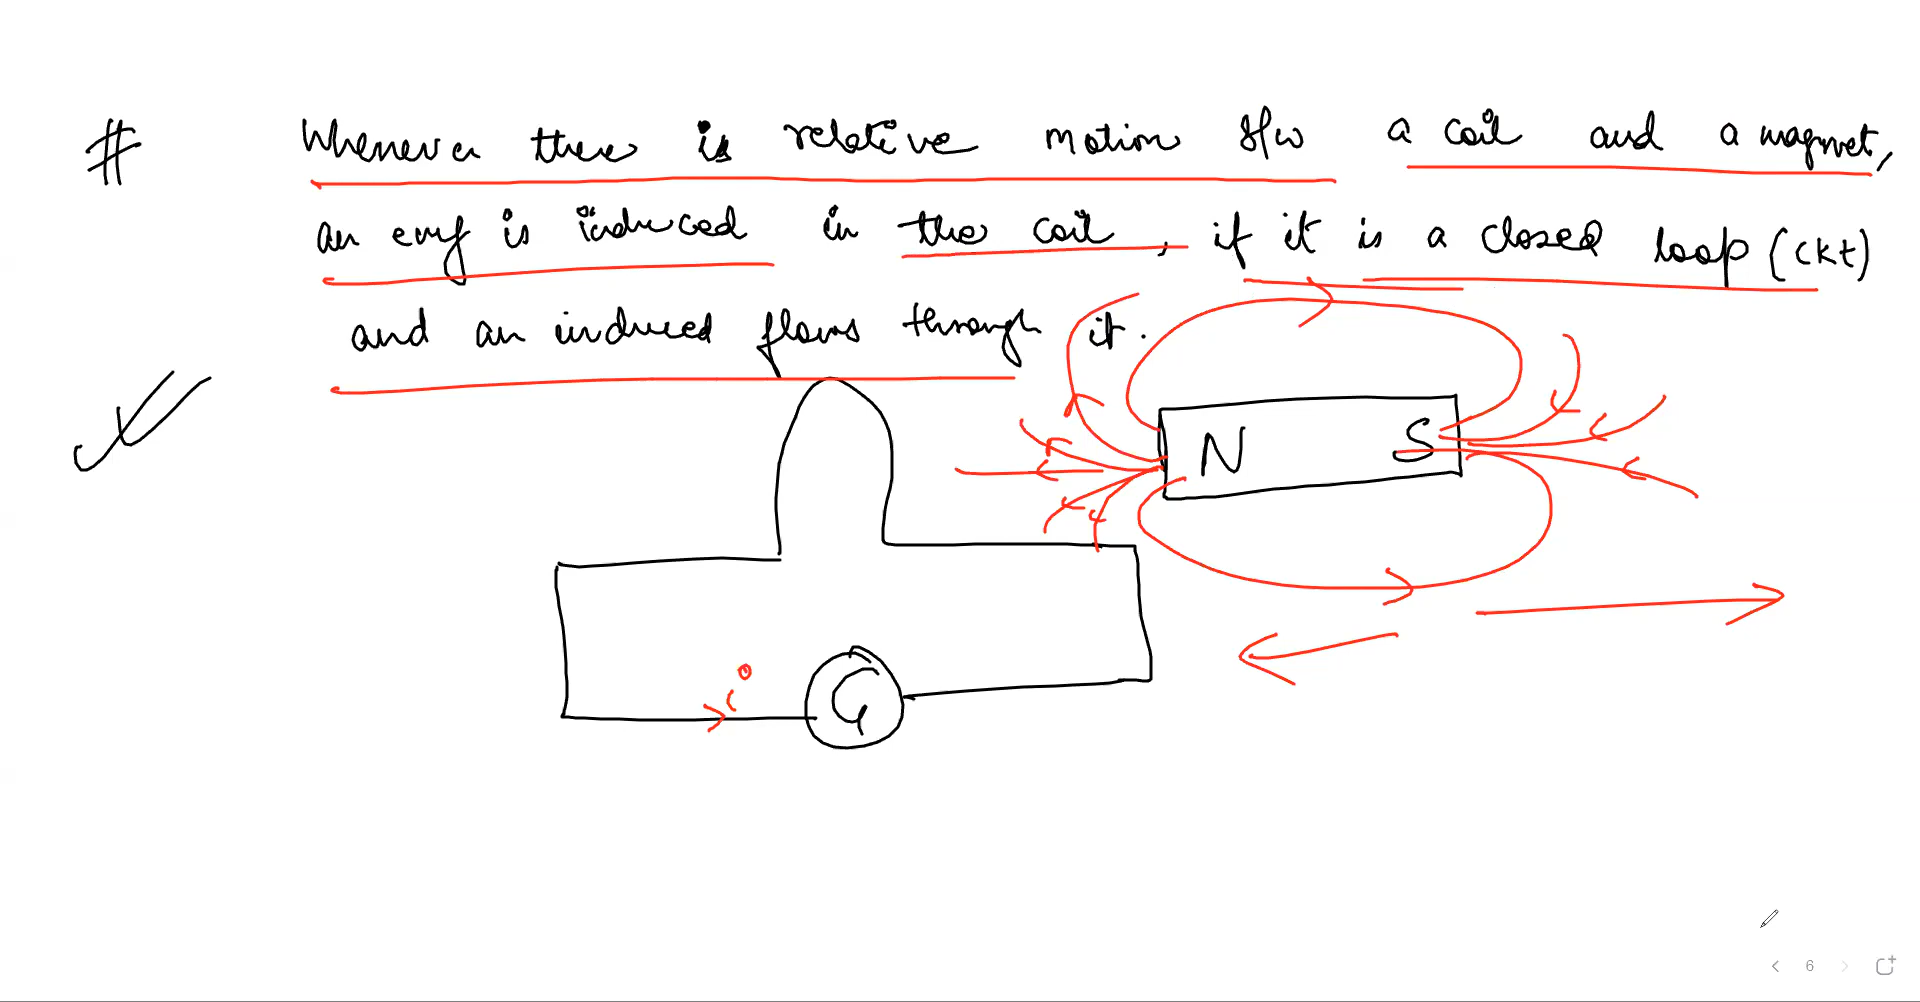 # Whenever there is relative motion b/w a coil and a magnet,
an emf is induced in the coil, if it is a closed loop (ckt)
and an induced flows through it.
N S
i
G
6